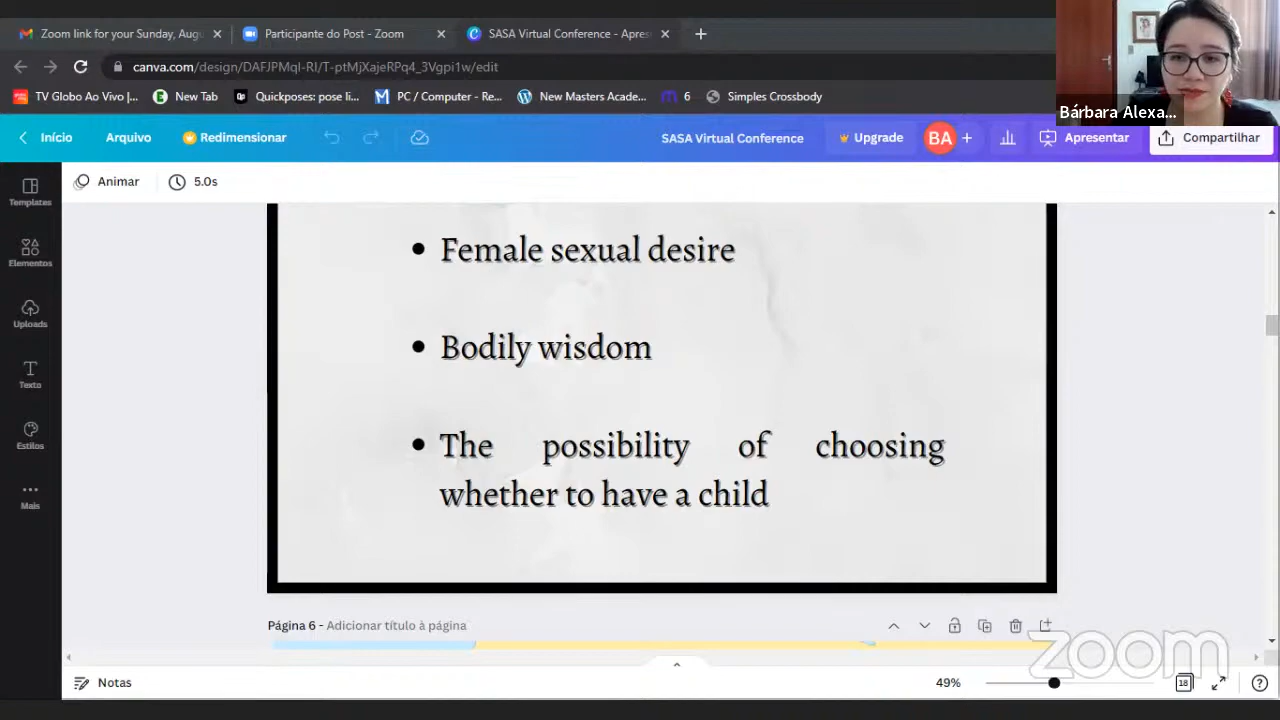 Zoom link for your Sunday, Aug
Participante do Post - Zoom
SASA Virtual Conference - Apres
canva.com/design/DAFJPMqI-RI/T-ptMjXajeRPq4_3Vgpi1w/edit
TV Globo Ao Vivo |...
New Tab
Quickposes: pose li...
PC / Computer - Re...
New Masters Acade...
6
Simples Crossbody
Bárbara Alexa...
Início
Arquivo
Redimensionar
SASA Virtual Conference
Upgrade
BA
Apresentar
Compartilhar
Templates
Elementos
Uploads
Texto
Estilos
Mais
Animar
5.0s
• Female sexual desire
• Bodily wisdom
• The possibility of choosing
whether to have a child
Página 6 - Adicionar título à página
zoom
Notas
49%
18